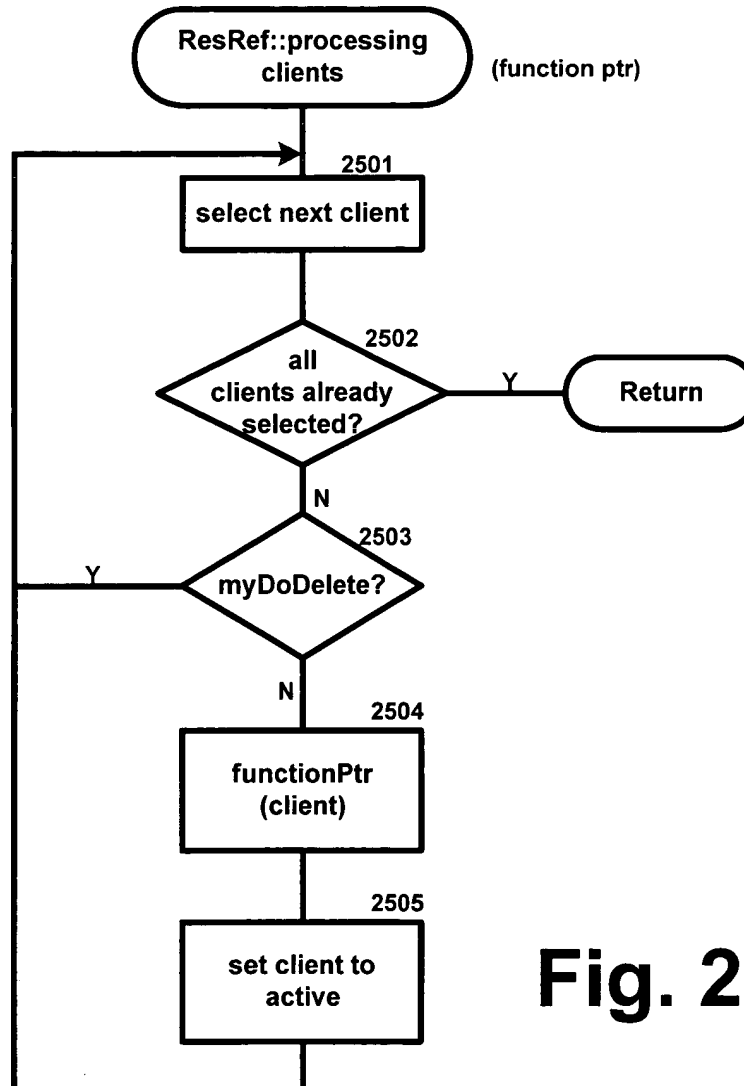 ResRef::processing
clients
(function ptr)
2501
select next client
2502
all
clients already
selected?
Y
Return
N
2503
Y
myDoDelete?
N
2504
functionPtr
(client)
2505
set client to
active
Fig. 2